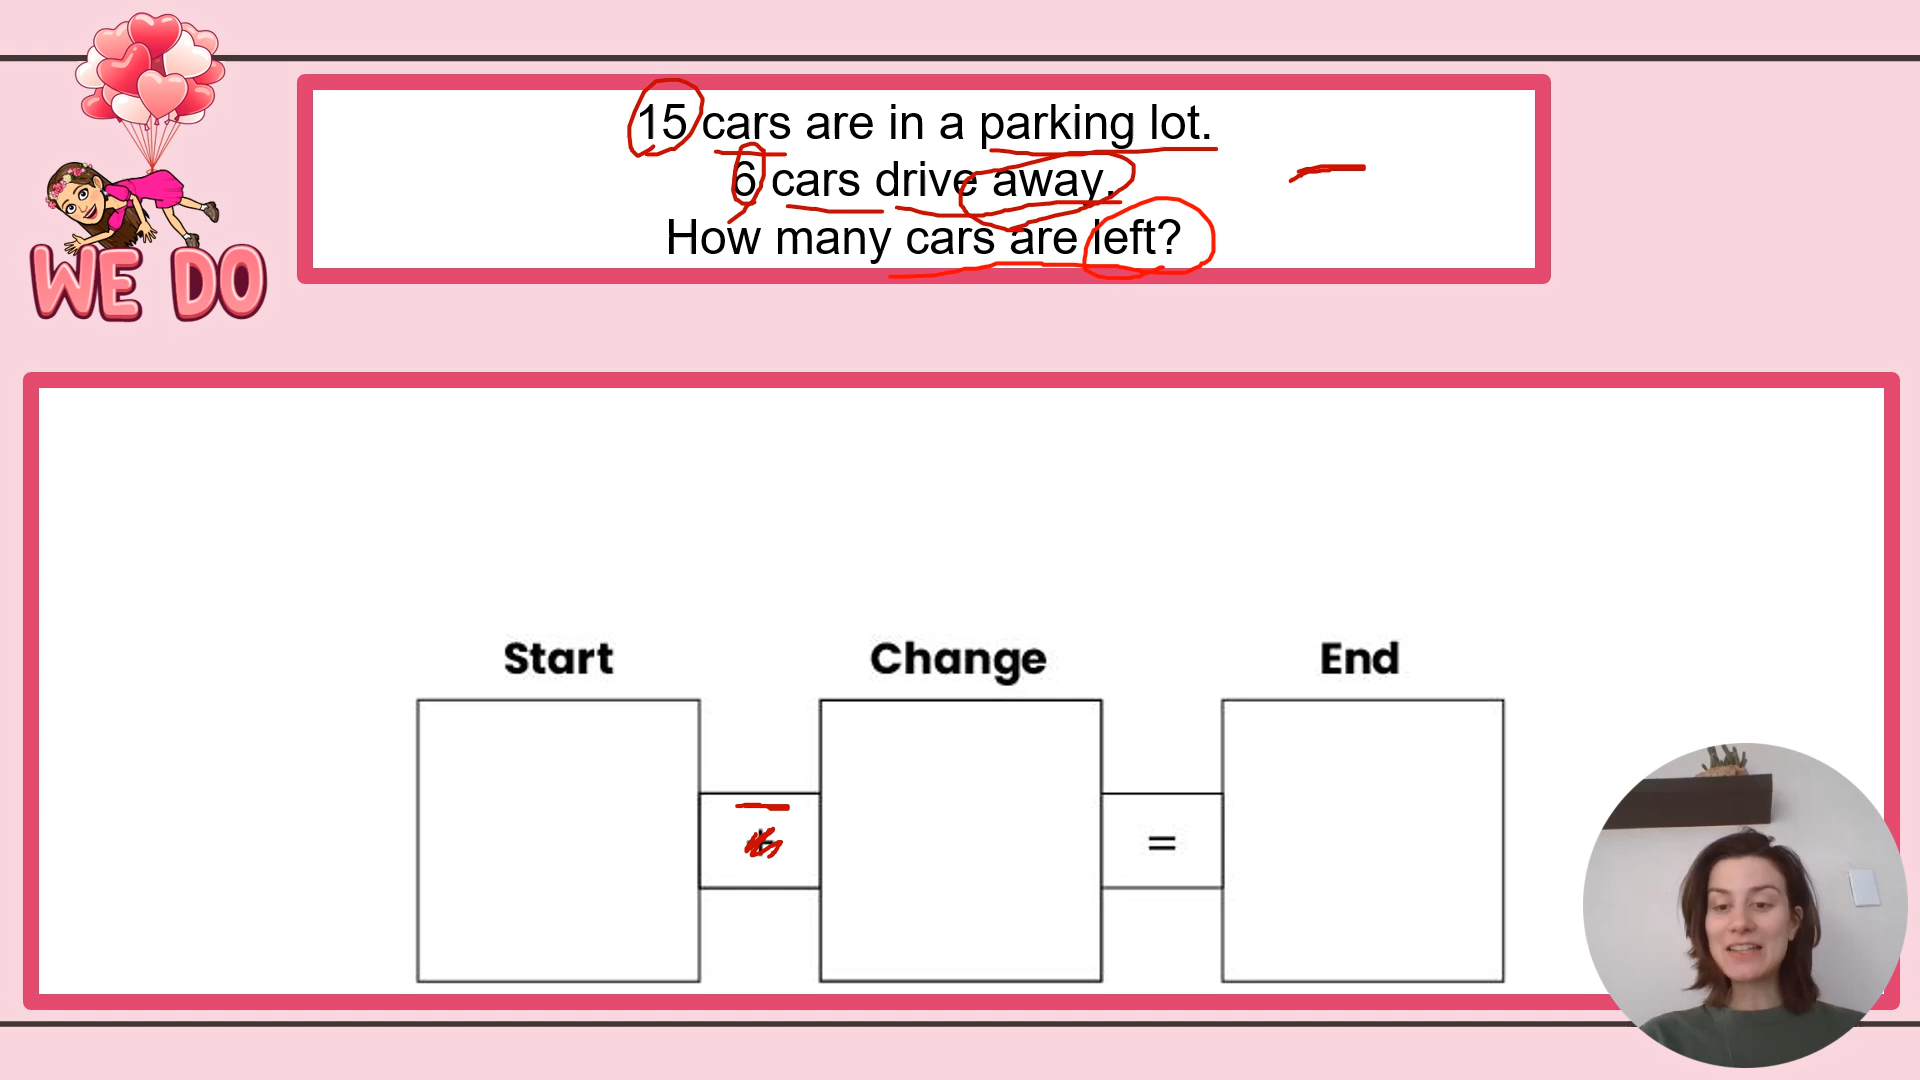 15 cars are in a parking lot.
6 cars drive away.
How many cars are left?
WE DO
Start Change End
=